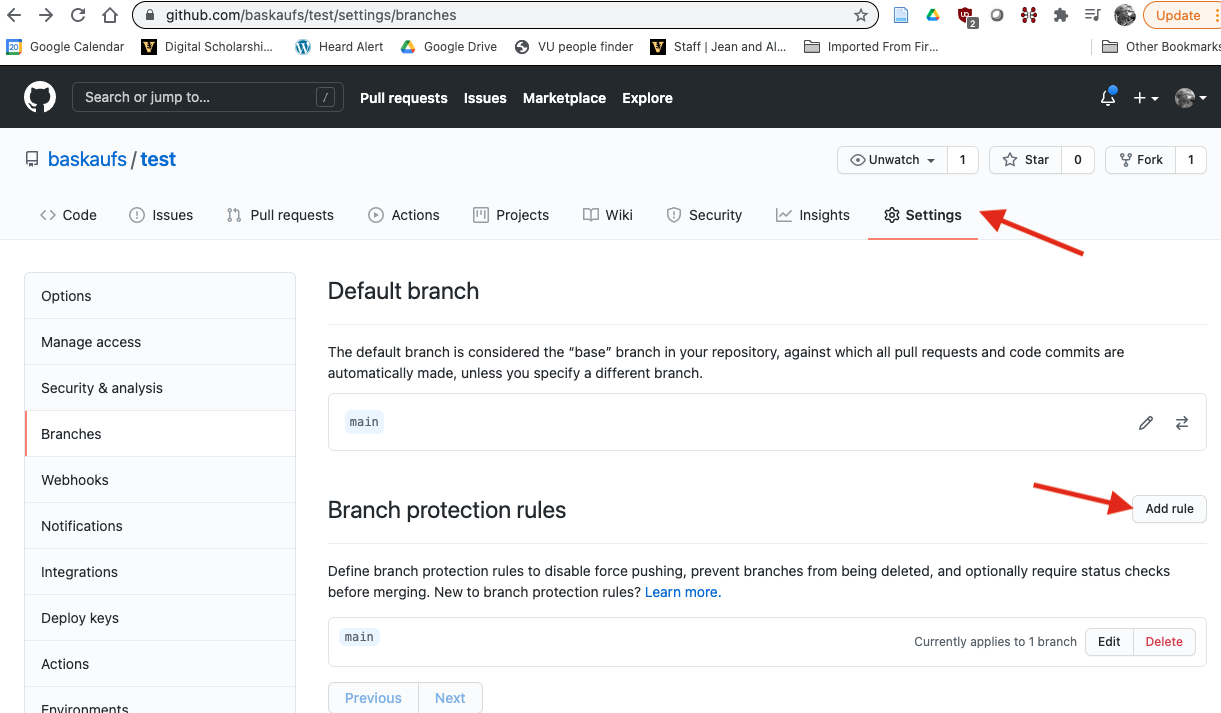 github.com/baskaufs/test/settings/branches
2
Update
20 Google Calendar
V Digital Scholarshi...
W Heard Alert
Google Drive
VU people finder
V Staff | Jean and Al...
Imported From Fir...
Other Bookmarks
Search or jump to...
/
Pull requests
Issues
Marketplace
Explore
baskaufs / test
Unwatch
1
Star
0
Fork
1
Code
Issues
Pull requests
Actions
Projects
Wiki
Security
Insights
Settings
Options
Manage access
Security & analysis
Branches
Webhooks
Notifications
Integrations
Deploy keys
Actions
Environments
Default branch
The default branch is considered the “base” branch in your repository, against which all pull requests and code commits are
automatically made, unless you specify a different branch.
main
Branch protection rules
Add rule
Define branch protection rules to disable force pushing, prevent branches from being deleted, and optionally require status checks
before merging. New to branch protection rules? Learn more.
main
Currently applies to 1 branch
Edit
Delete
Previous
Next